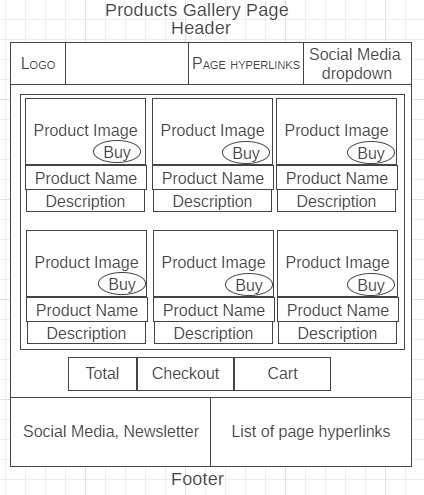 Products Gallery Page
Header
Logo
Page hyperlinks
Social Media
dropdown
Product Image
Buy
Product Name
Description
Product Image
Buy
Product Name
Description
Product Image
Buy
Product Name
Description
Product Image
Buy
Product Name
Description
Product Image
Buy
Product Name
Description
Product Image
Buy
Product Name
Description
Total
Checkout
Cart
Social Media, Newsletter
List of page hyperlinks
Footer